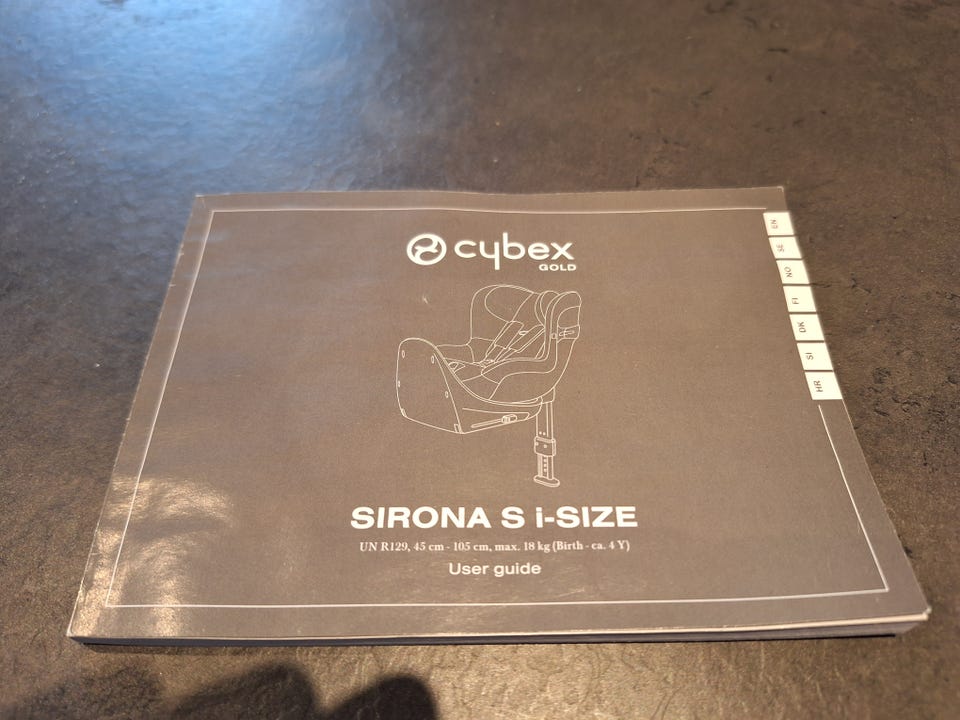 cybex
GOLD
EN
SE
NO
FI
DK
SI
HR
SIRONA S i-SIZE
UN R129, 45 cm - 105 cm, max. 18 kg (Birth - ca. 4 Y)
User guide